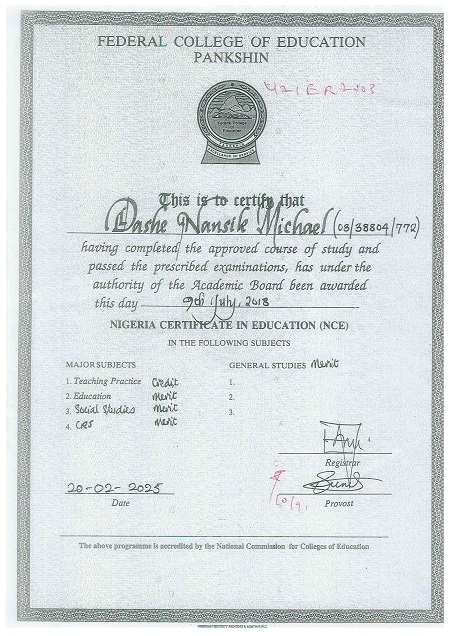 FEDERAL COLLEGE OF EDUCATION
PANKSHIN
This is to certify that
Dashe Nansik Michael (03/38804/772)
having completed the approved course of study and
passed the prescribed examinations, has under the
authority of the Academic Board been awarded
this day 9th July, 2018
NIGERIA CERTIFICATE IN EDUCATION (NCE)
IN THE FOLLOWING SUBJECTS
MAJOR SUBJECTS
1. Teaching Practice Credit
2. Education Merit
3. Social Studies Merit
4. CRS Merit
GENERAL STUDIES Merit
1.
2.
3.
Registrar
20-02-2025
Date
Provost
The above programme is accredited by the National Commission for Colleges of Education